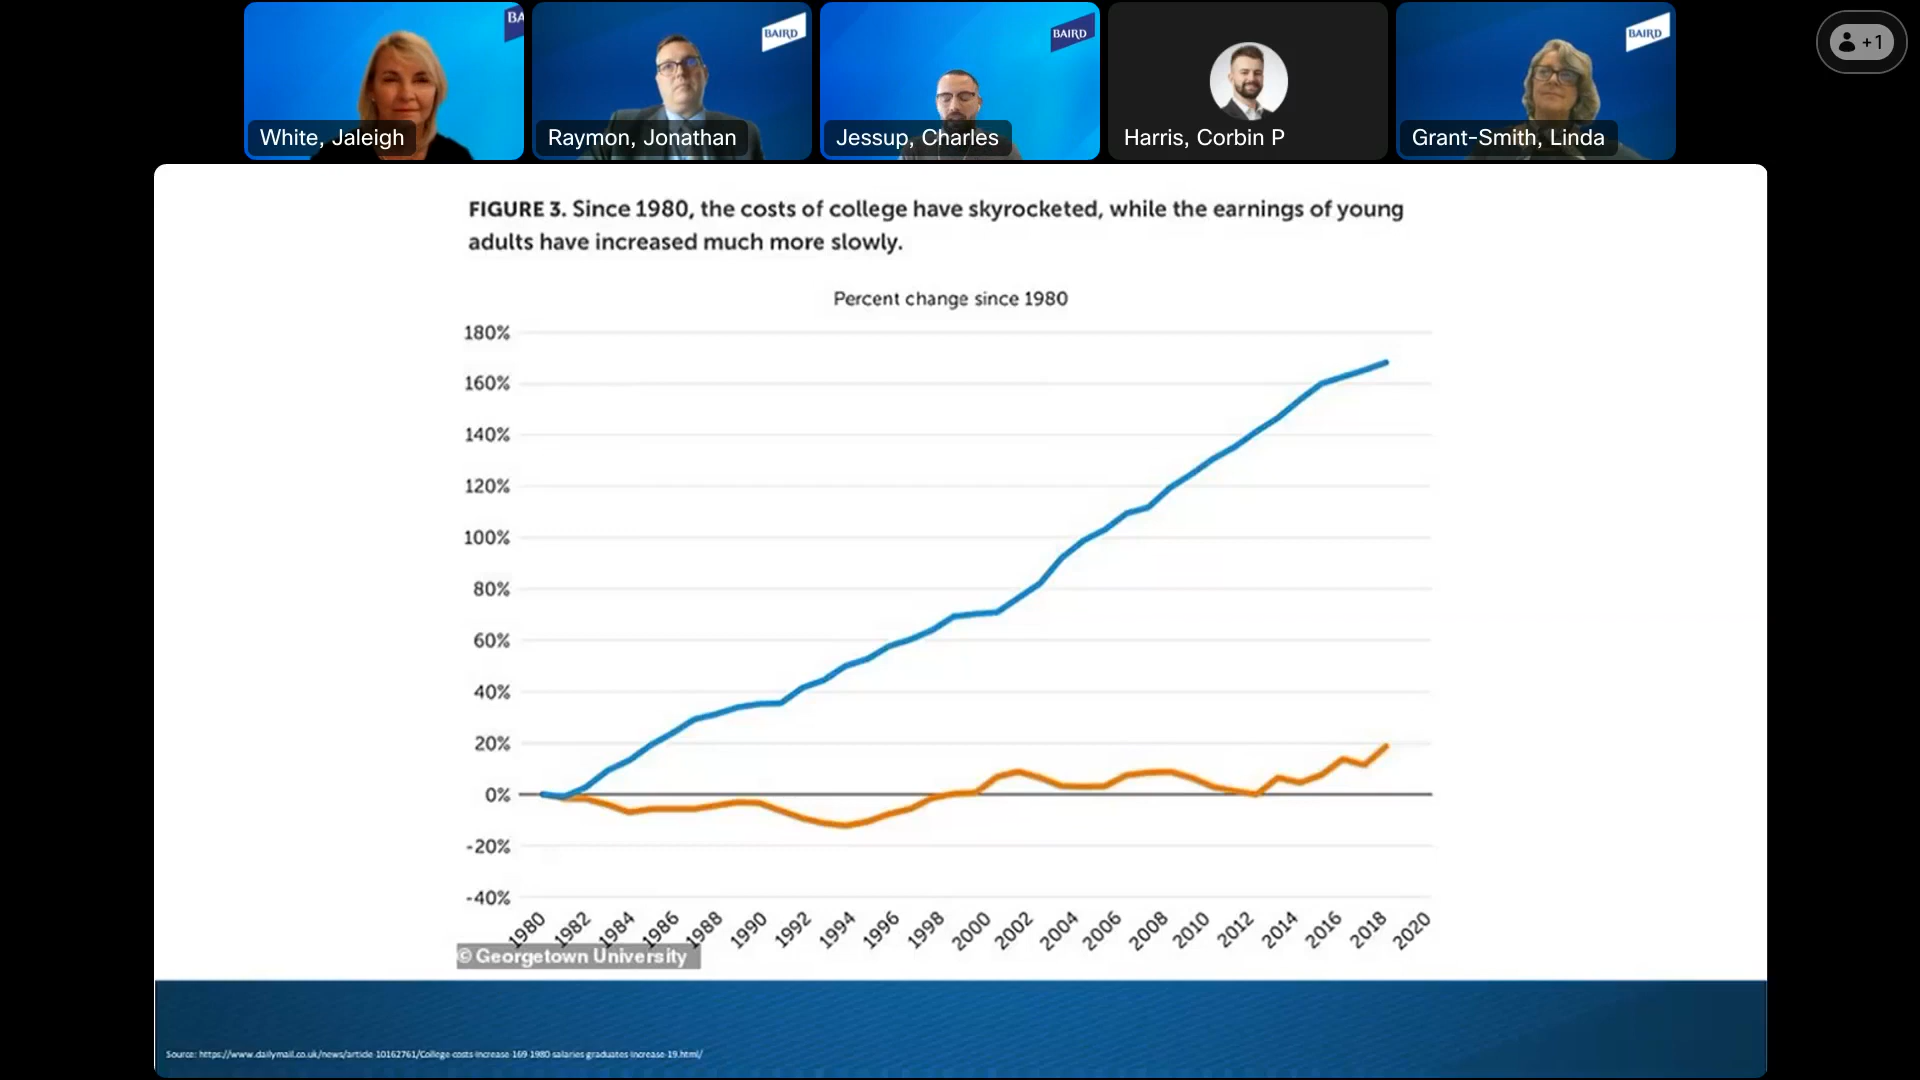 BA
BAIRD
BAIRD
BAIRD
+1
White, Jaleigh
Raymon, Jonathan
Jessup, Charles
Harris, Corbin P
Grant-Smith, Linda
FIGURE 3. Since 1980, the costs of college have skyrocketed, while the earnings of young
adults have increased much more slowly.
Percent change since 1980
180%
160%
140%
120%
100%
80%
60%
40%
20%
0%
-20%
-40%
1980 1982 1984 1986 1988 1990 1992 1994 1996 1998 2000 2002 2004 2006 2008 2010 2012 2014 2016 2018 2020
© Georgetown University
Source: https://www.dailymail.co.uk/news/article-10162761/College-costs-increase-169-1980-salaries-graduates-increase-19.html/